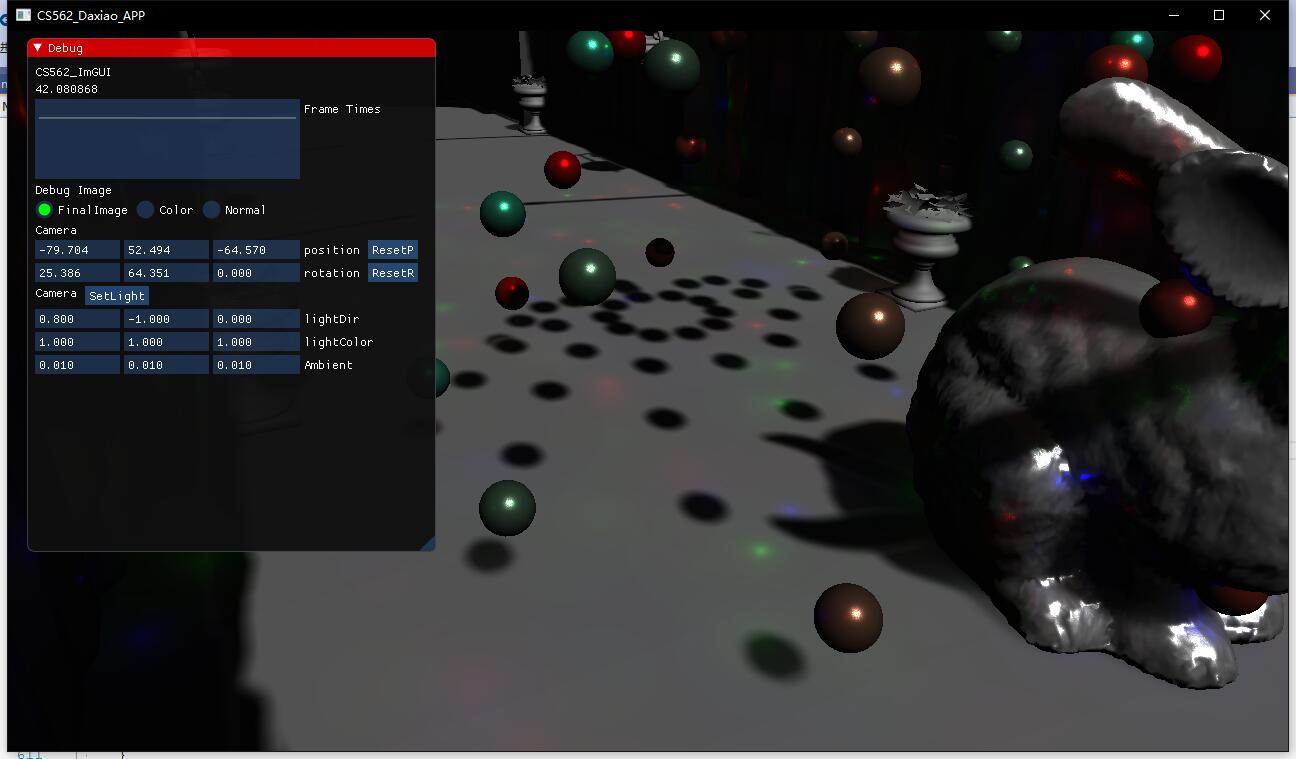 CS562_Daxiao_APP
Debug
CS562_ImGUI
42.080868
Frame Times
Debug Image
FinalImage Color Normal
Camera
-79.704 52.494 -64.570 position ResetP
25.386 64.351 0.000 rotation ResetR
Camera SetLight
0.800 -1.000 0.000 lightDir
1.000 1.000 1.000 lightColor
0.010 0.010 0.010 Ambient
611 }